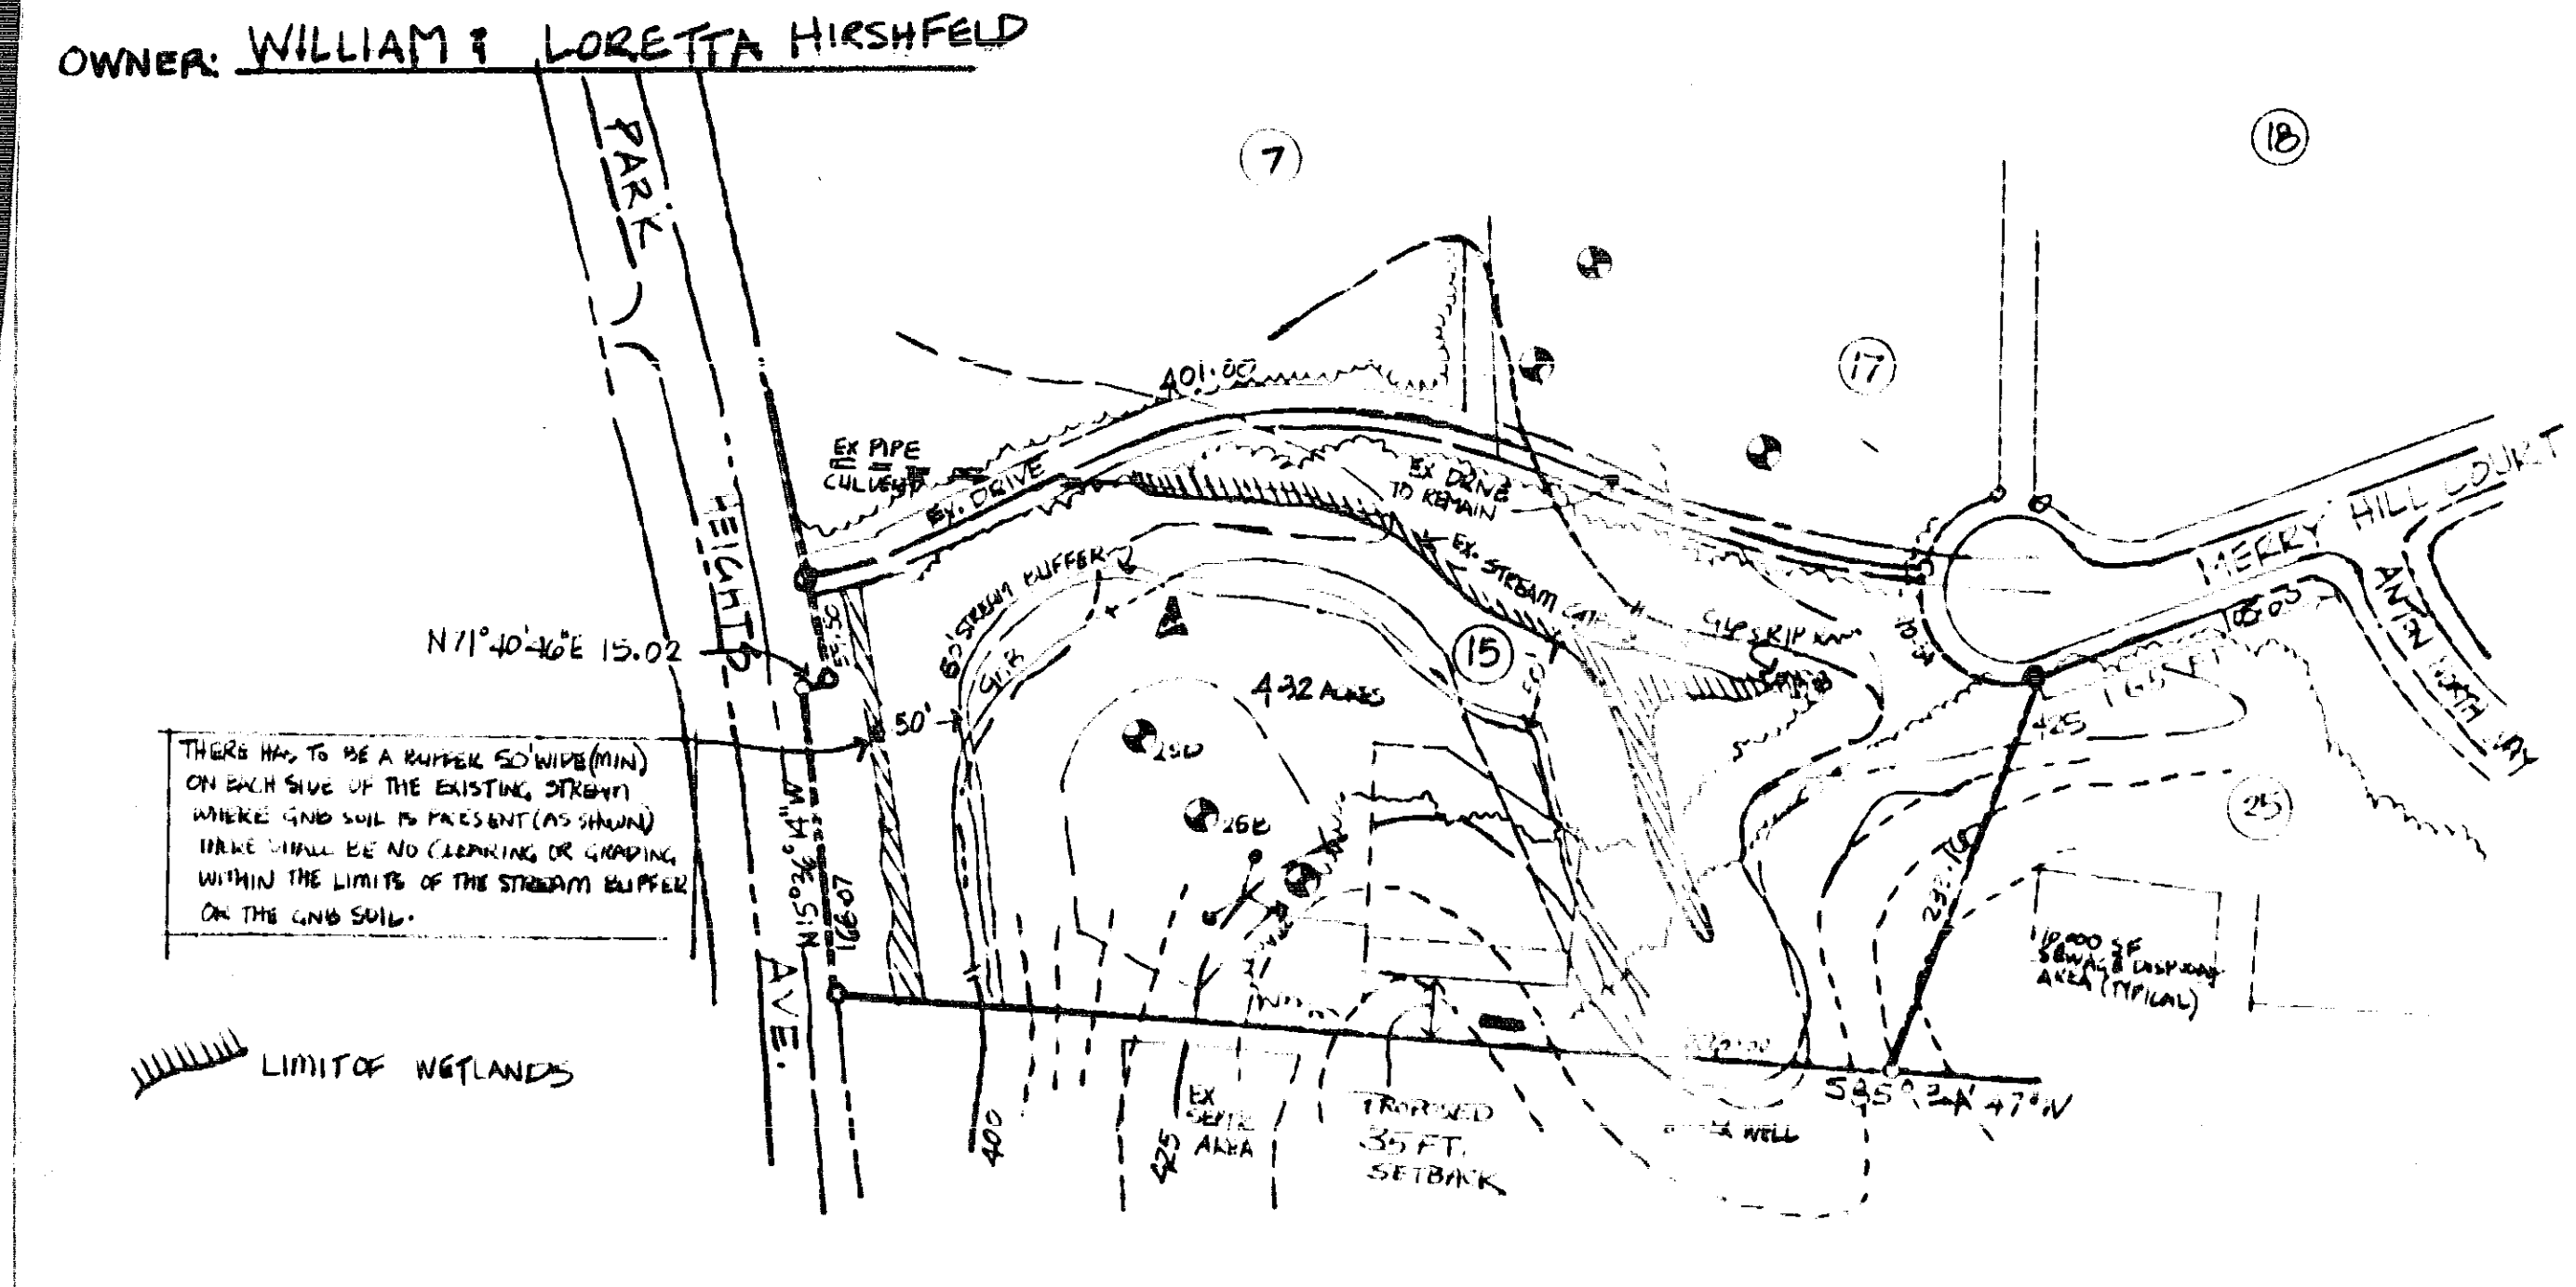 OWNER: WILLIAM & LORETTA HIRSHFELD
PARK
HEIGHTS
AVE.
7
18
17
15
25
401.00
EX PIPE
CULVERT
EX. DRIVE
EX DRIVE
TO REMAIN
EX. STREAM
50' STREAM BUFFER
MERRY HILL COURT
N71°40'46"E 15.02
50'
4.32 ACRES
425
THERE HAS TO BE A BUFFER 50' WIDE (MIN)
ON EACH SIDE OF THE EXISTING STREAM
WHERE GNB SOIL IS PRESENT (AS SHOWN)
THERE SHALL BE NO CLEARING OR GRADING
WITHIN THE LIMITS OF THE STREAM BUFFER
OR THE GNB SOIL.
166.07
10,000 SF
SEWAGE DISPOSAL
AREA (TYPICAL)
LIMIT OF WETLANDS
400
425
EX
SEPTIC
AREA
PROPOSED
35 FT.
SETBACK
WELL